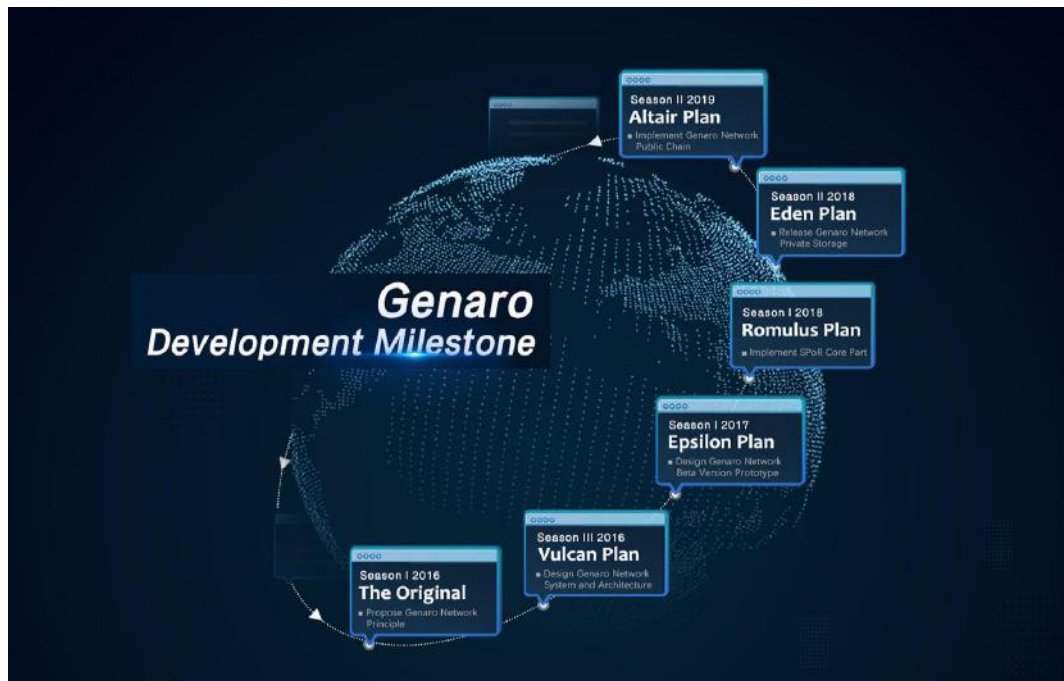 Season II 2019
Altair Plan
Implement Genaro Network
Public Chain
Season II 2018
Eden Plan
Release Genaro Network
Private Storage
Genaro
Development Milestone
Season I 2018
Romulus Plan
Implement SPoR Core Part
Season I 2017
Epsilon Plan
Design Genaro Network
Beta Version Prototype
Season III 2016
Vulcan Plan
Design Genaro Network
System and Architecture
Season I 2016
The Original
Propose Genaro Network
Principle